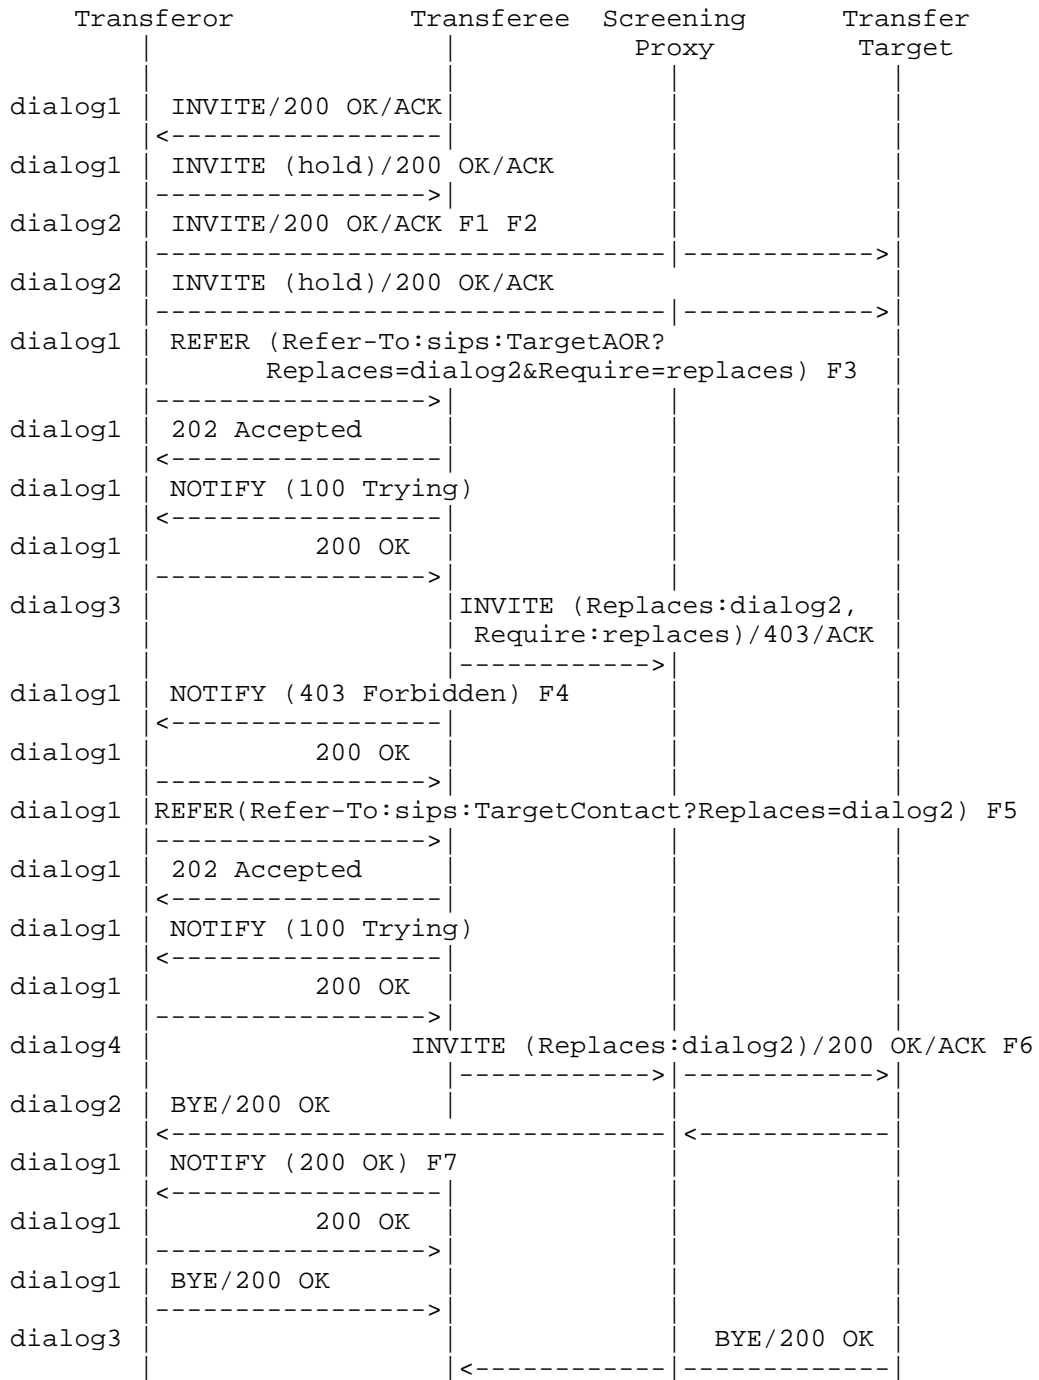 Transferor Transferee Screening Transfer
Proxy Target
dialog1 INVITE/200 OK/ACK
dialog1 INVITE (hold)/200 OK/ACK
dialog2 INVITE/200 OK/ACK F1 F2
dialog2 INVITE (hold)/200 OK/ACK
dialog1 REFER (Refer-To:sips:TargetAOR?
Replaces=dialog2&Require=replaces) F3
dialog1 202 Accepted
dialog1 NOTIFY (100 Trying)
dialog1 200 OK
dialog3 INVITE (Replaces:dialog2,
Require:replaces)/403/ACK
dialog1 NOTIFY (403 Forbidden) F4
dialog1 200 OK
dialog1 REFER(Refer-To:sips:TargetContact?Replaces=dialog2) F5
dialog1 202 Accepted
dialog1 NOTIFY (100 Trying)
dialog1 200 OK
dialog4 INVITE (Replaces:dialog2)/200 OK/ACK F6
dialog2 BYE/200 OK
dialog1 NOTIFY (200 OK) F7
dialog1 200 OK
dialog1 BYE/200 OK
dialog3 BYE/200 OK